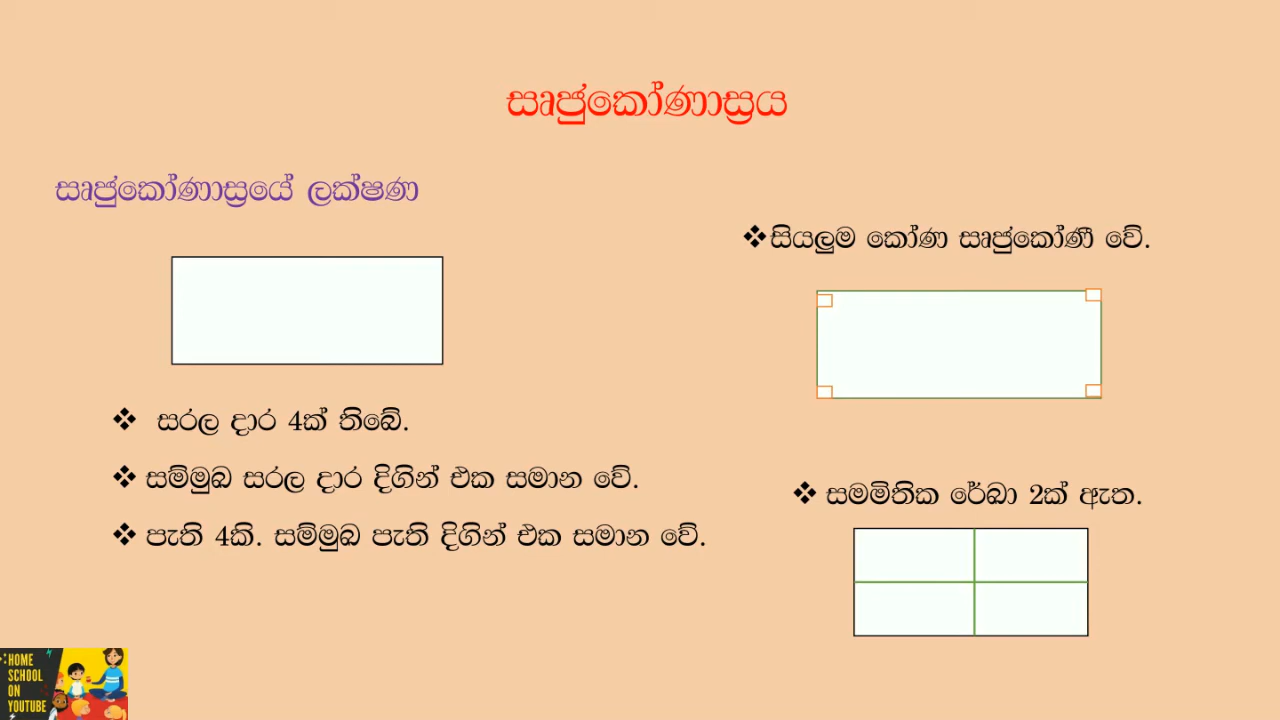 සෘජුකෝණාස්‍රය
සෘජුකෝණාස්‍රයේ ලක්ෂණ
❖ සරල දාර 4ක් තිබේ.
❖ සම්මුඛ සරල දාර දිගින් එක සමාන වේ.
❖ පැති 4කි. සම්මුඛ පැති දිගින් එක සමාන වේ.
❖සියලුම කෝණ සෘජුකෝණී වේ.
❖ සමමිතික රේඛා 2ක් ඇත.
HOME
SCHOOL
ON
YOUTUBE